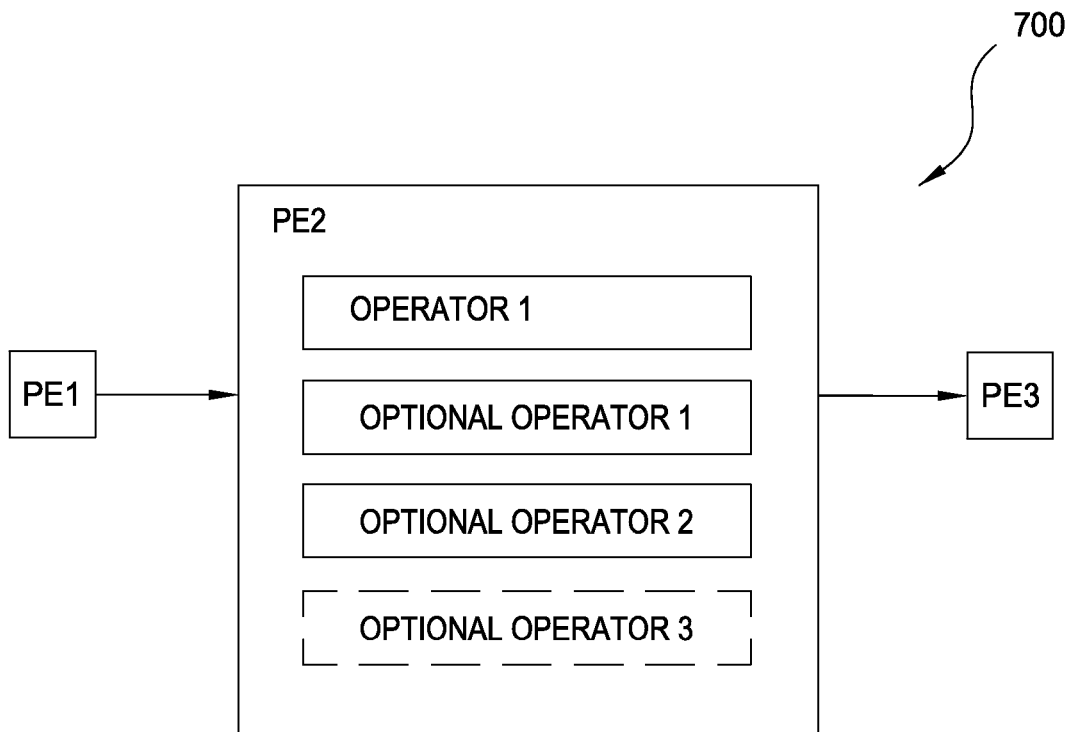 700
PE2
OPERATOR 1
OPTIONAL OPERATOR 1
PE1
PE3
OPTIONAL OPERATOR 2
OPTIONAL OPERATOR 3